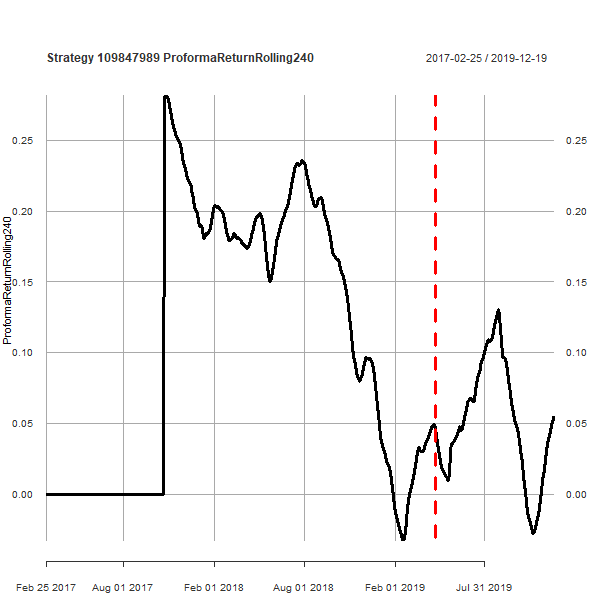 Strategy 109847989 ProformaReturnRolling240
2017-02-25 / 2019-12-19
ProformaReturnRolling240
0.25
0.20
0.15
0.10
0.05
0.00
0.25
0.20
0.15
0.10
0.05
0.00
Feb 25 2017
Aug 01 2017
Feb 01 2018
Aug 01 2018
Feb 01 2019
Jul 31 2019